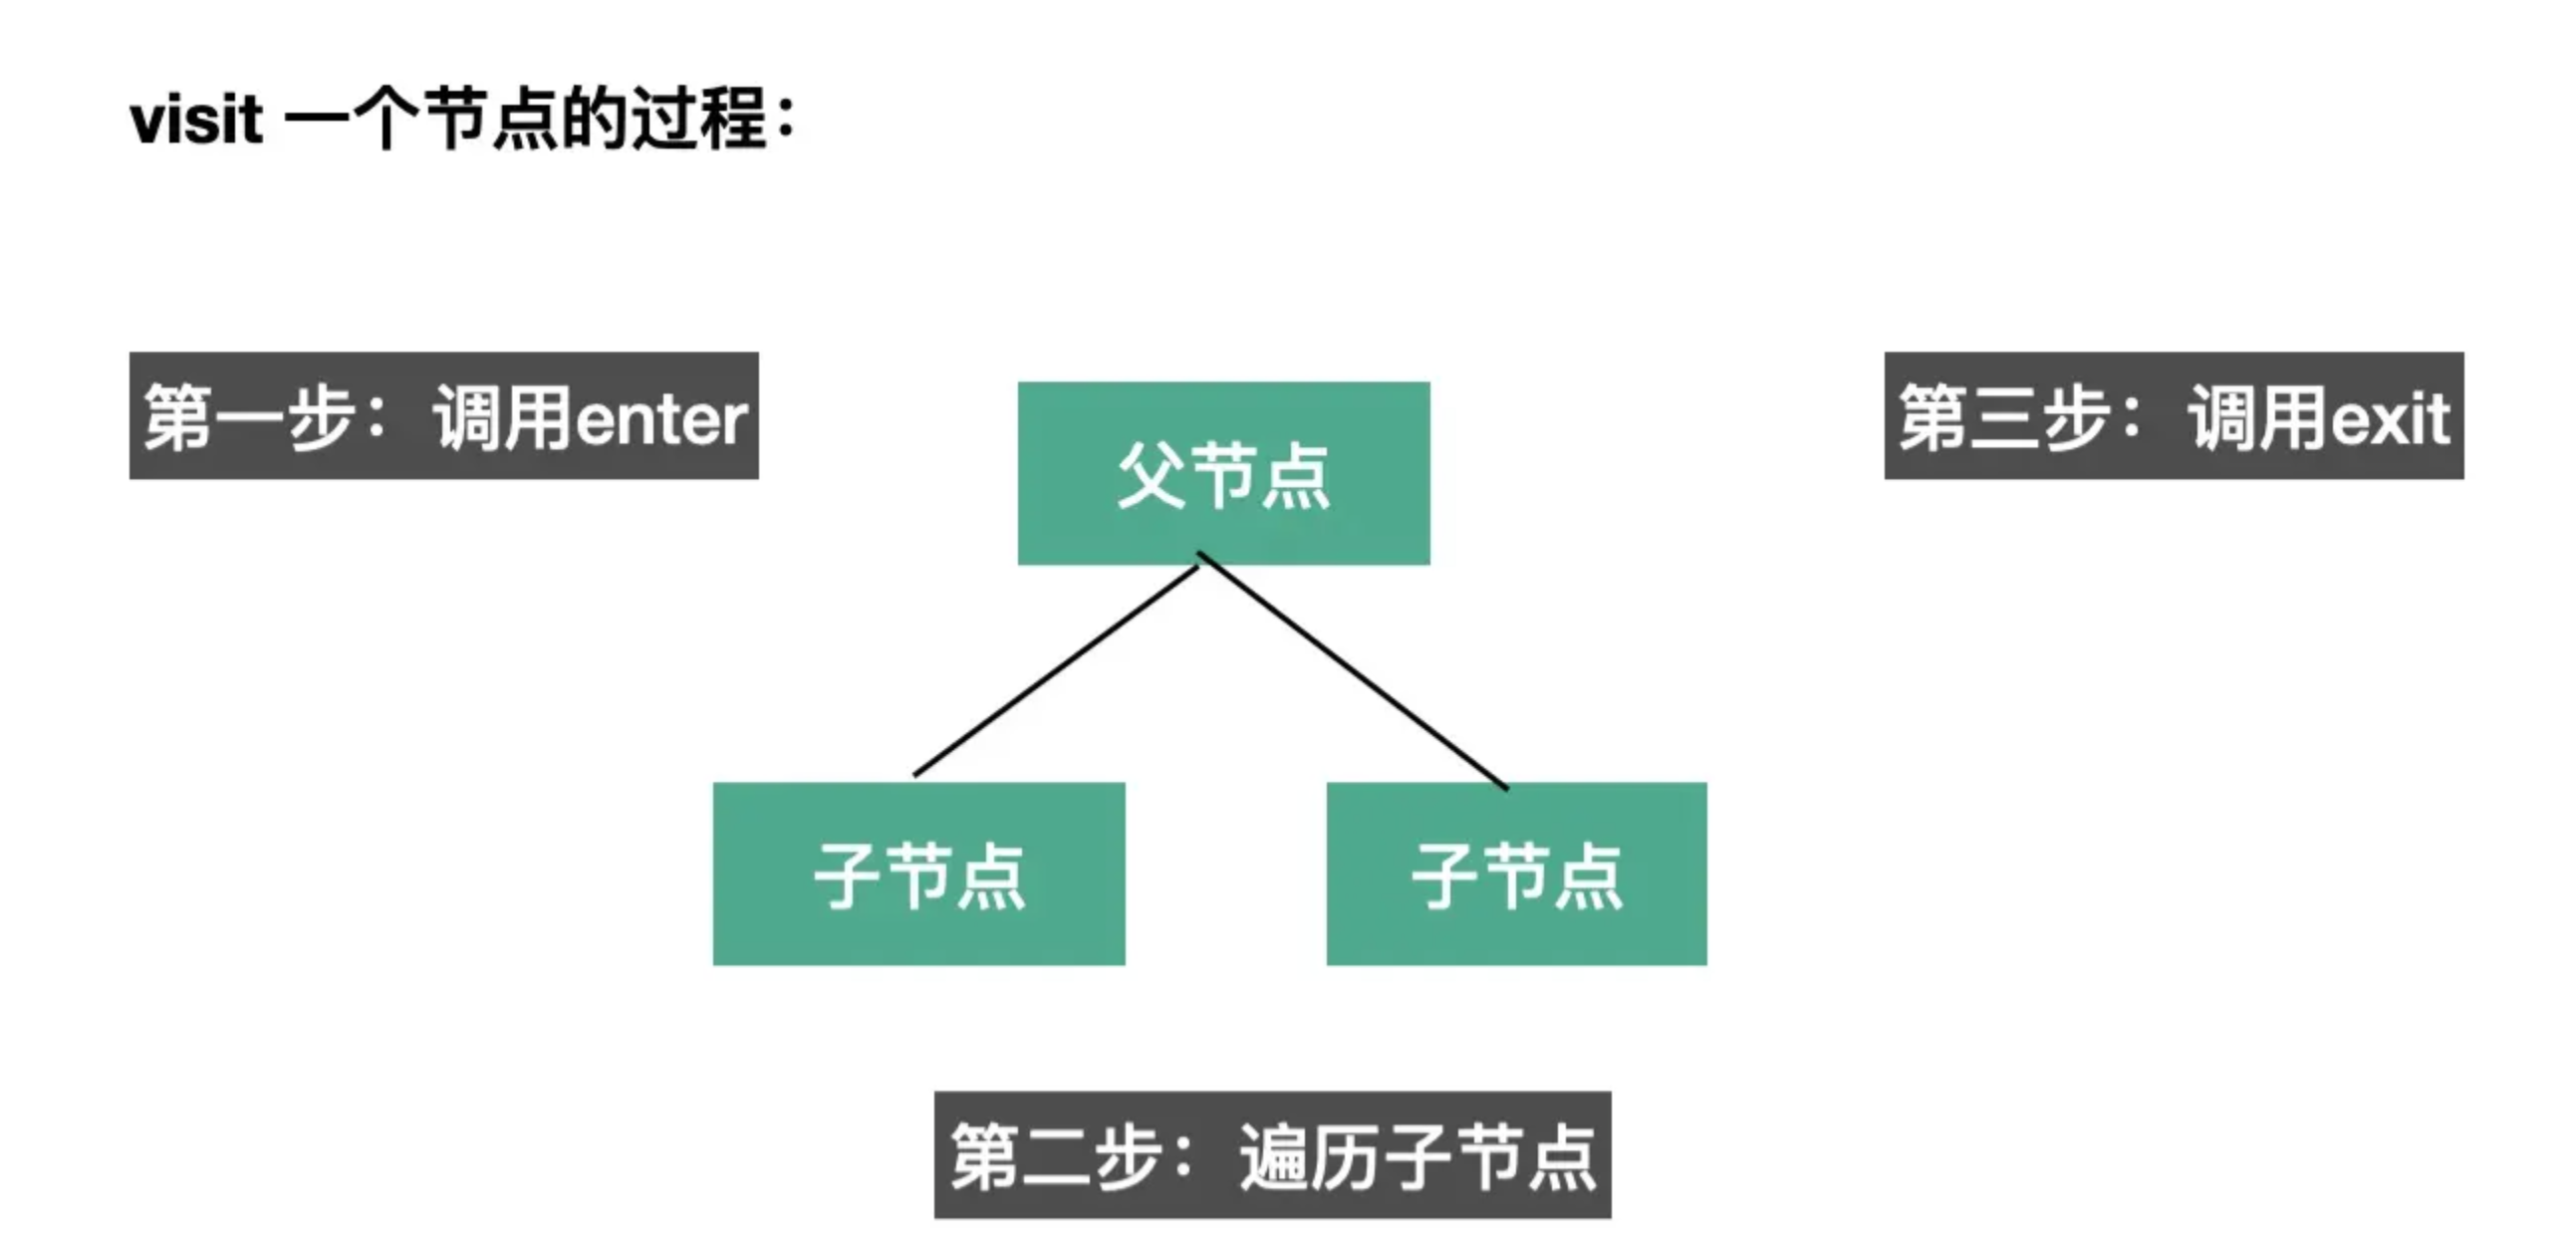 visit 一个节点的过程：
第一步：调用enter
父节点
第三步：调用exit
子节点
子节点
第二步：遍历子节点